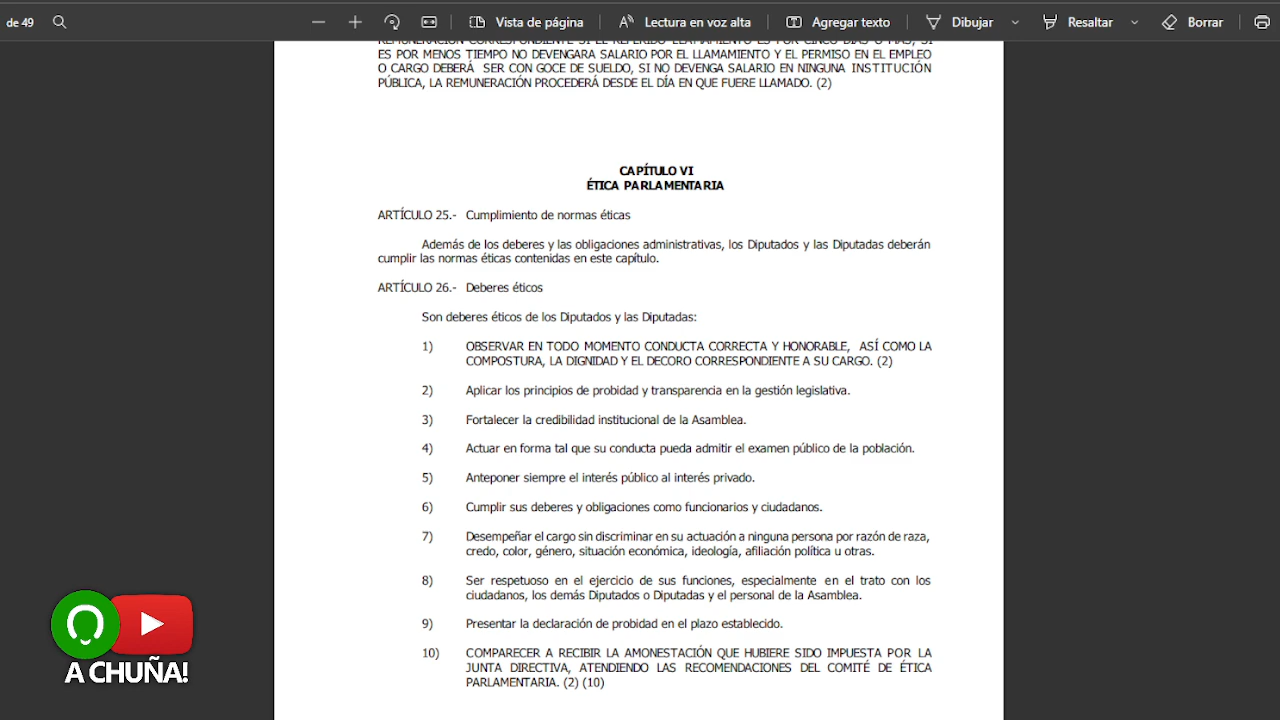 de 49
Vista de página
Lectura en voz alta
Agregar texto
Dibujar
Resaltar
Borrar
REMUNERACIÓN CORRESPONDIENTE SI EL REFERIDO LLAMAMIENTO ES POR CINCO DÍAS O MÁS, SI
ES POR MENOS TIEMPO NO DEVENGARA SALARIO POR EL LLAMAMIENTO Y EL PERMISO EN EL EMPLEO
O CARGO DEBERÁ SER CON GOCE DE SUELDO, SI NO DEVENGA SALARIO EN NINGUNA INSTITUCIÓN
PÚBLICA, LA REMUNERACIÓN PROCEDERÁ DESDE EL DÍA EN QUE FUERE LLAMADO. (2)
CAPÍTULO VI
ÉTICA PARLAMENTARIA
ARTÍCULO 25.- Cumplimiento de normas éticas
Además de los deberes y las obligaciones administrativas, los Diputados y las Diputadas deberán
cumplir las normas éticas contenidas en este capítulo.
ARTÍCULO 26.- Deberes éticos
Son deberes éticos de los Diputados y las Diputadas:
1) OBSERVAR EN TODO MOMENTO CONDUCTA CORRECTA Y HONORABLE, ASÍ COMO LA
COMPOSTURA, LA DIGNIDAD Y EL DECORO CORRESPONDIENTE A SU CARGO. (2)
2) Aplicar los principios de probidad y transparencia en la gestión legislativa.
3) Fortalecer la credibilidad institucional de la Asamblea.
4) Actuar en forma tal que su conducta pueda admitir el examen público de la población.
5) Anteponer siempre el interés público al interés privado.
6) Cumplir sus deberes y obligaciones como funcionarios y ciudadanos.
7) Desempeñar el cargo sin discriminar en su actuación a ninguna persona por razón de raza,
credo, color, género, situación económica, ideología, afiliación política u otras.
8) Ser respetuoso en el ejercicio de sus funciones, especialmente en el trato con los
ciudadanos, los demás Diputados o Diputadas y el personal de la Asamblea.
9) Presentar la declaración de probidad en el plazo establecido.
10) COMPARECER A RECIBIR LA AMONESTACIÓN QUE HUBIERE SIDO IMPUESTA POR LA
JUNTA DIRECTIVA, ATENDIENDO LAS RECOMENDACIONES DEL COMITÉ DE ÉTICA
PARLAMENTARIA. (2) (10)
A CHUÑA!